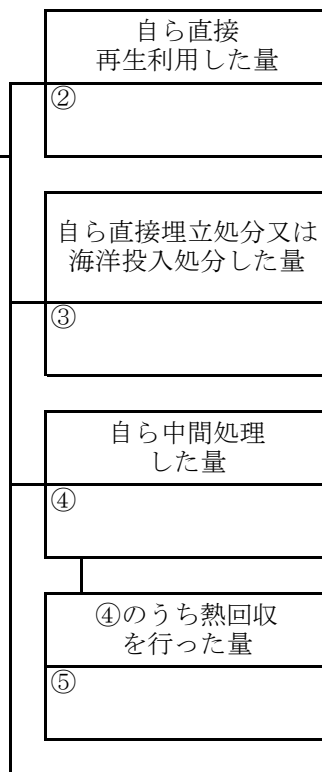 自ら直接
再生利用した量
②
自ら直接埋立処分又は
海洋投入処分した量
③
自ら中間処理
した量
④
④のうち熱回収
を行った量
⑤